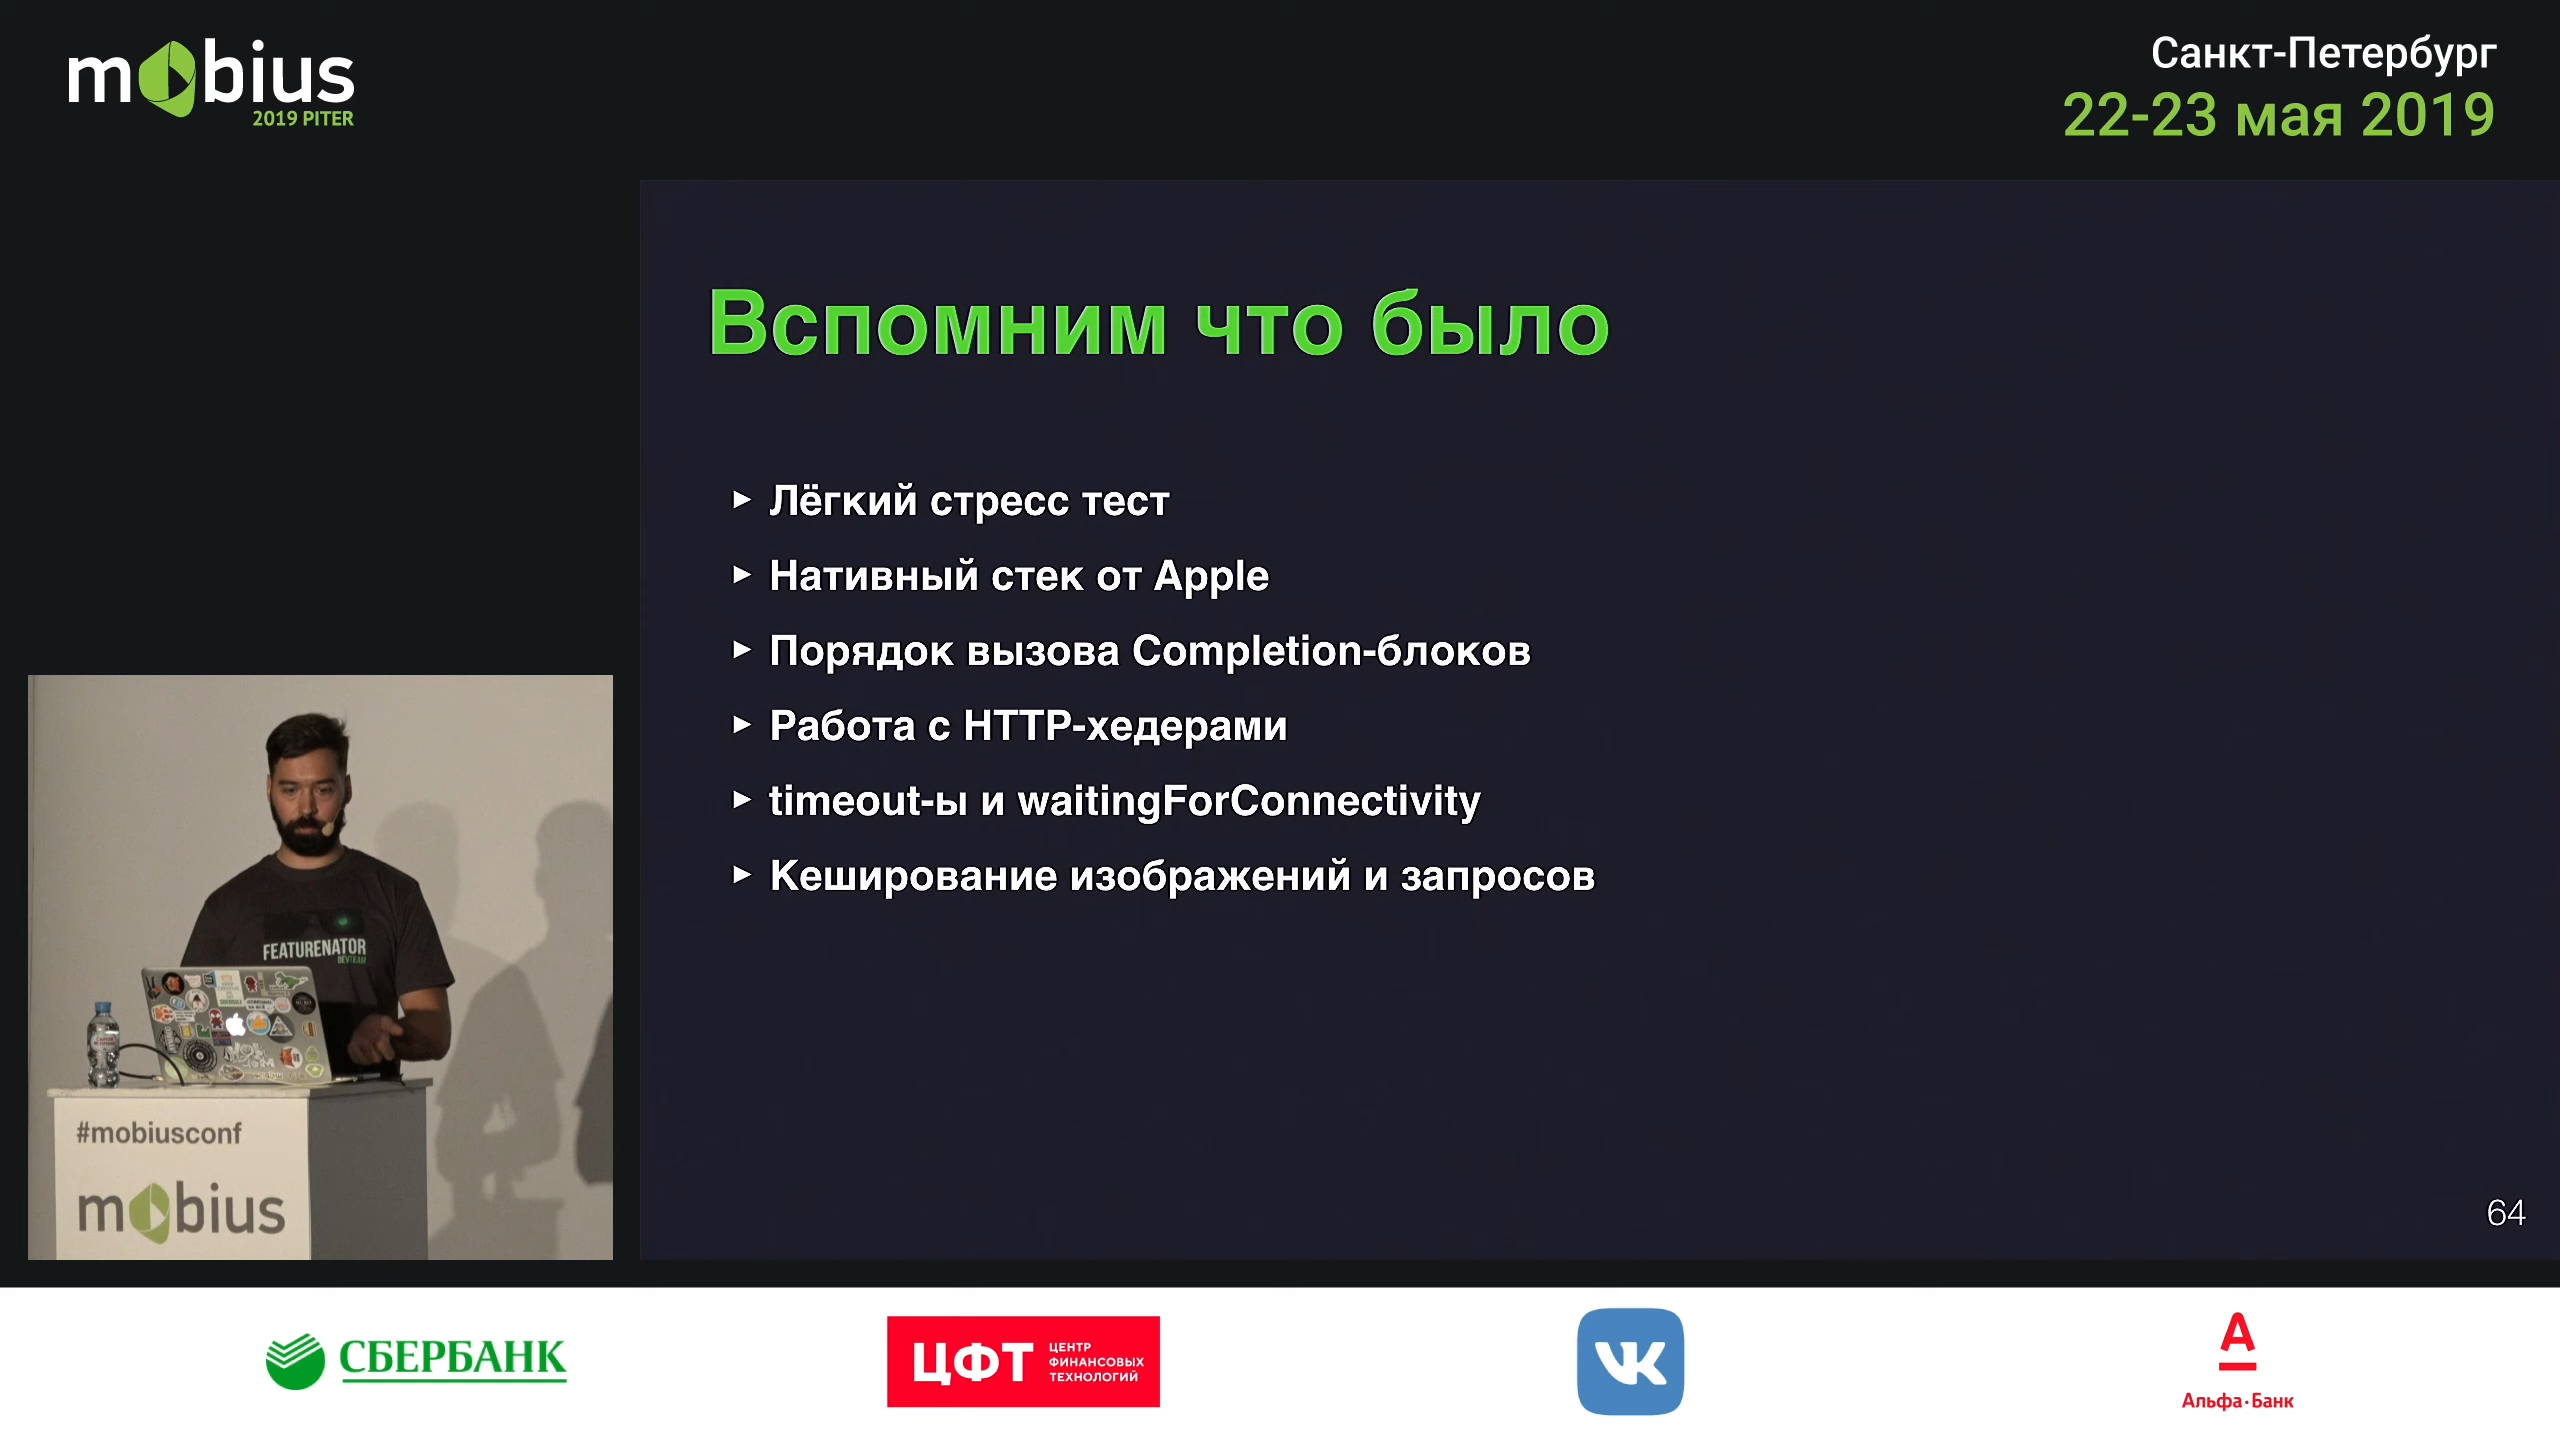 mobius
2019 PITER
Санкт-Петербург
22-23 мая 2019
Вспомним что было
▸ Лёгкий стресс тест
▸ Нативный стек от Apple
▸ Порядок вызова Completion-блоков
▸ Работа с HTTP-хедерами
▸ timeout-ы и waitingForConnectivity
▸ Кеширование изображений и запросов
64
FEATURENATOR
DEVTEAM
#mobiusconf
mobius
СБЕРБАНК
ЦФТ
ЦЕНТР
ФИНАНСОВЫХ
ТЕХНОЛОГИЙ
VK
А
Альфа·Банк